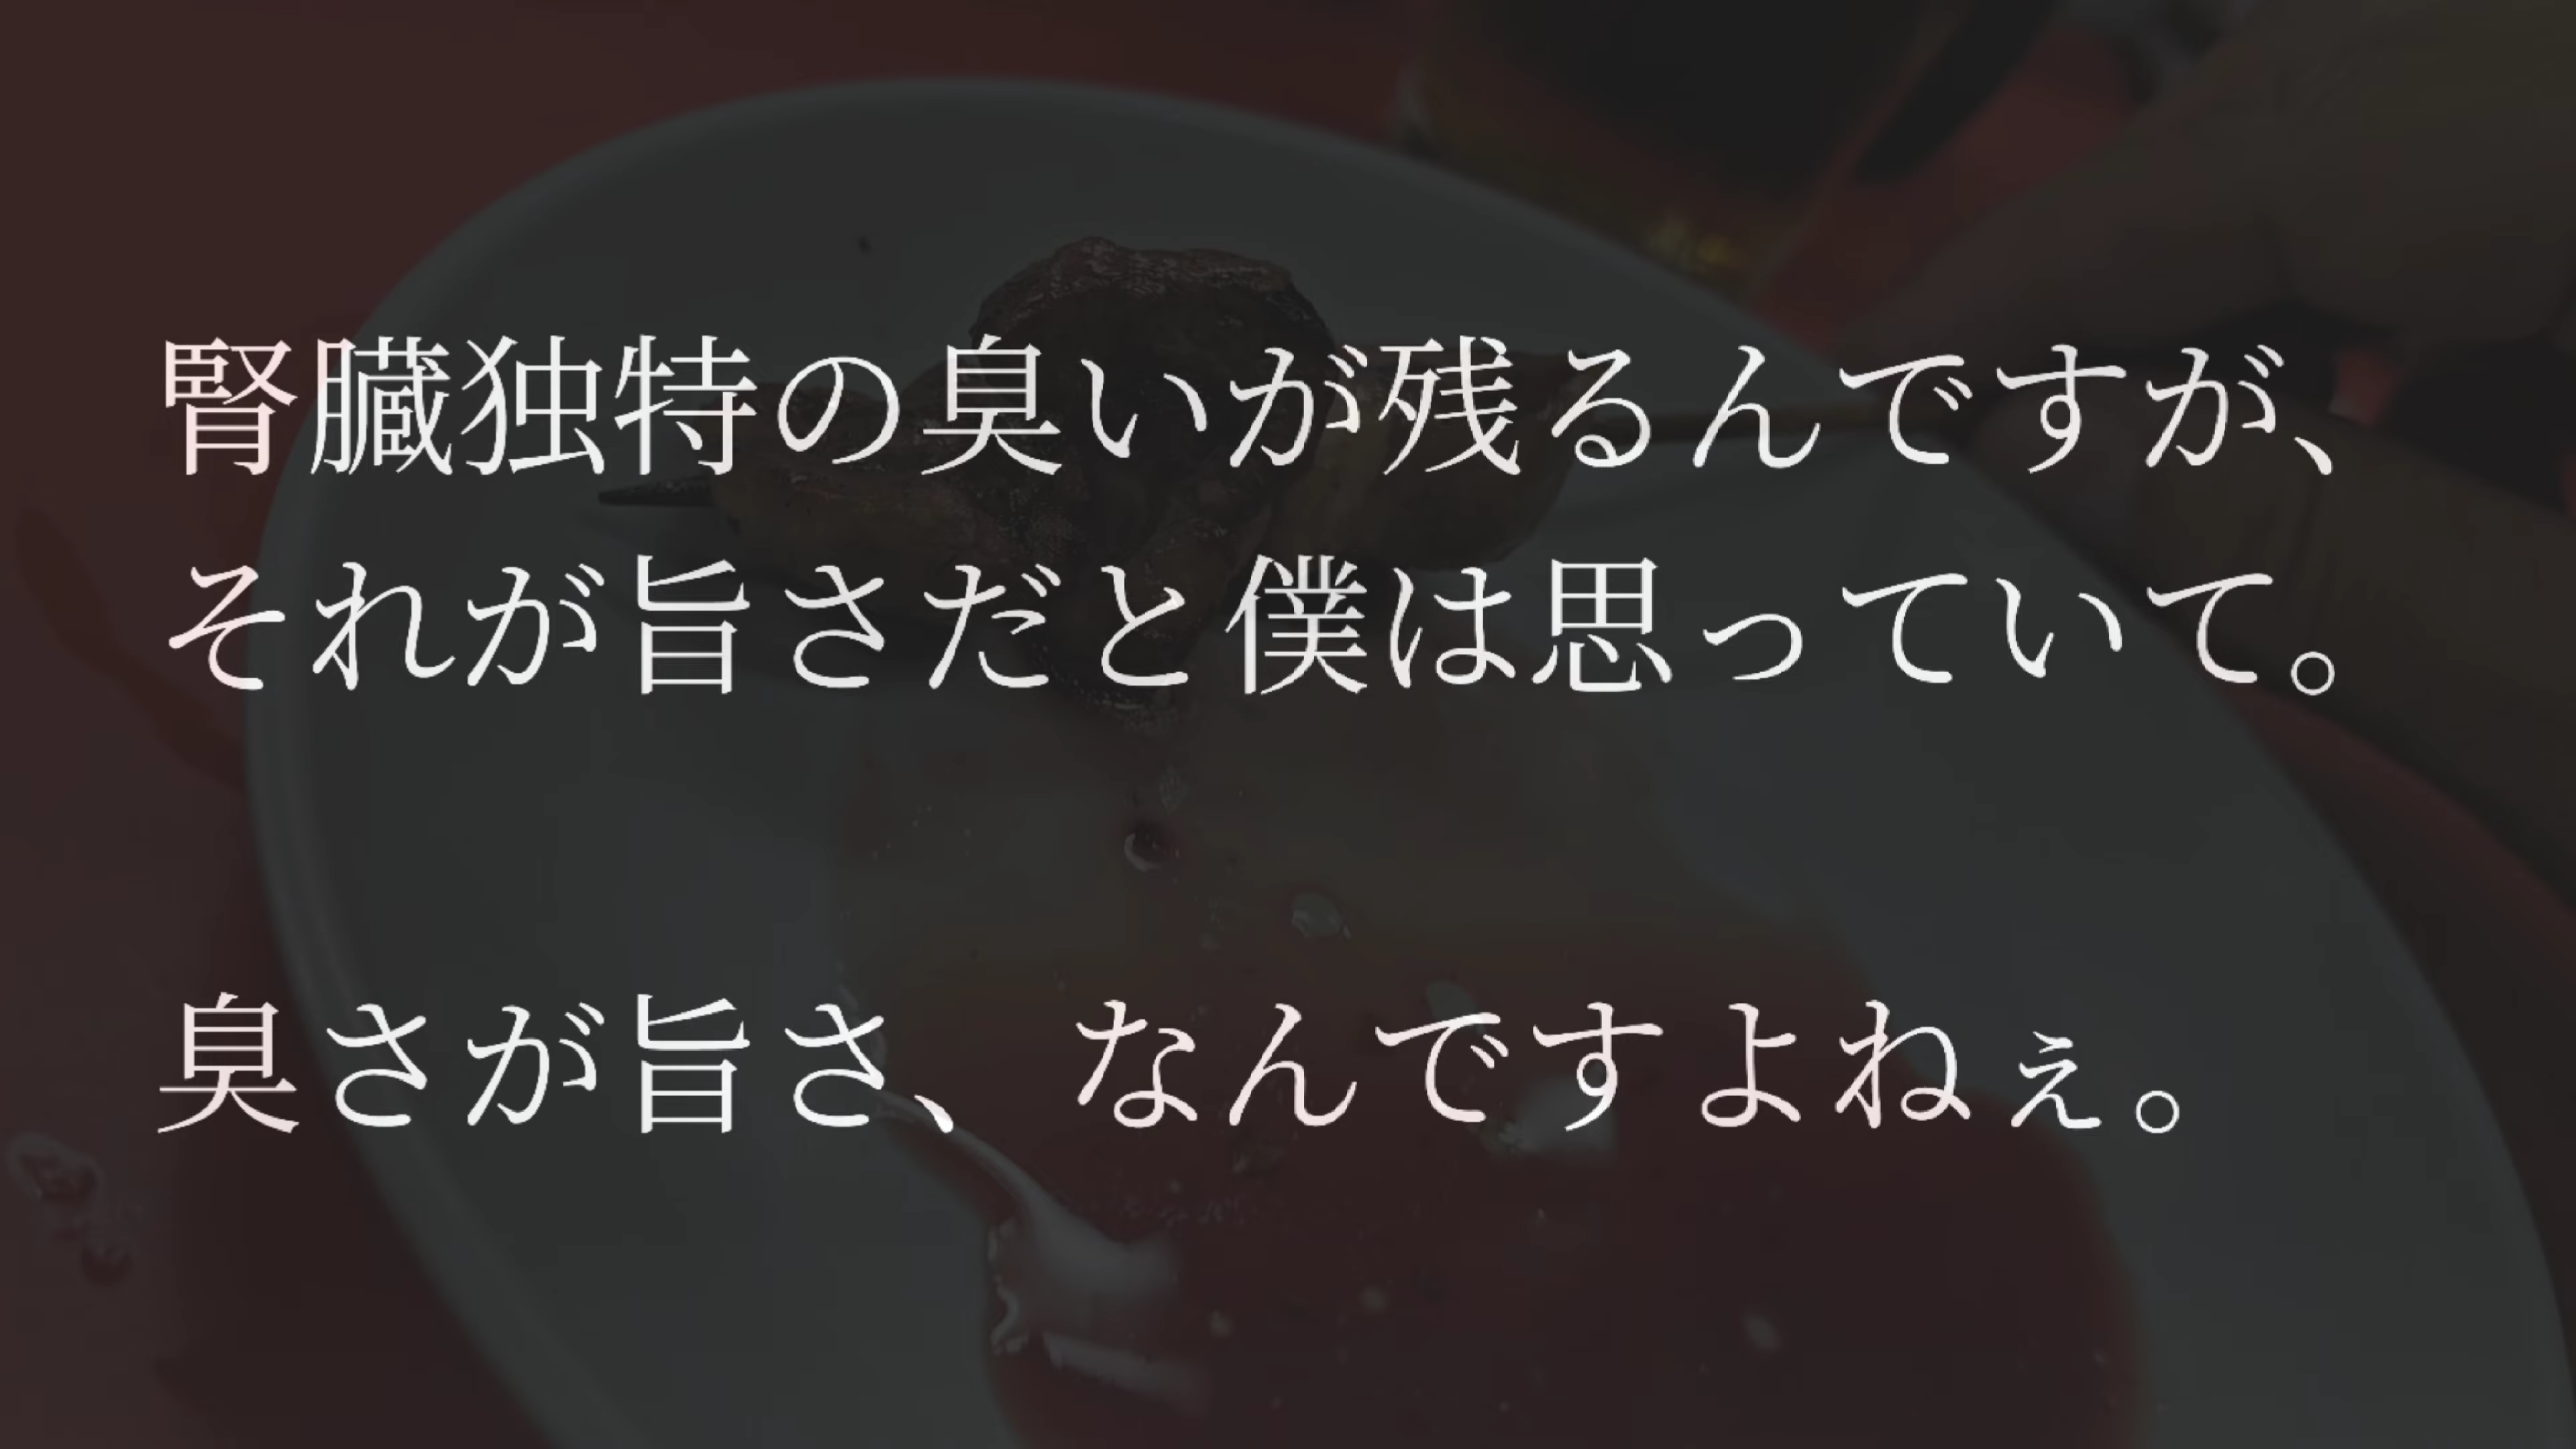 腎臓独特の臭いが残るんですが、
それが旨さだと僕は思っていて。
臭さが旨さ、なんですよねぇ。